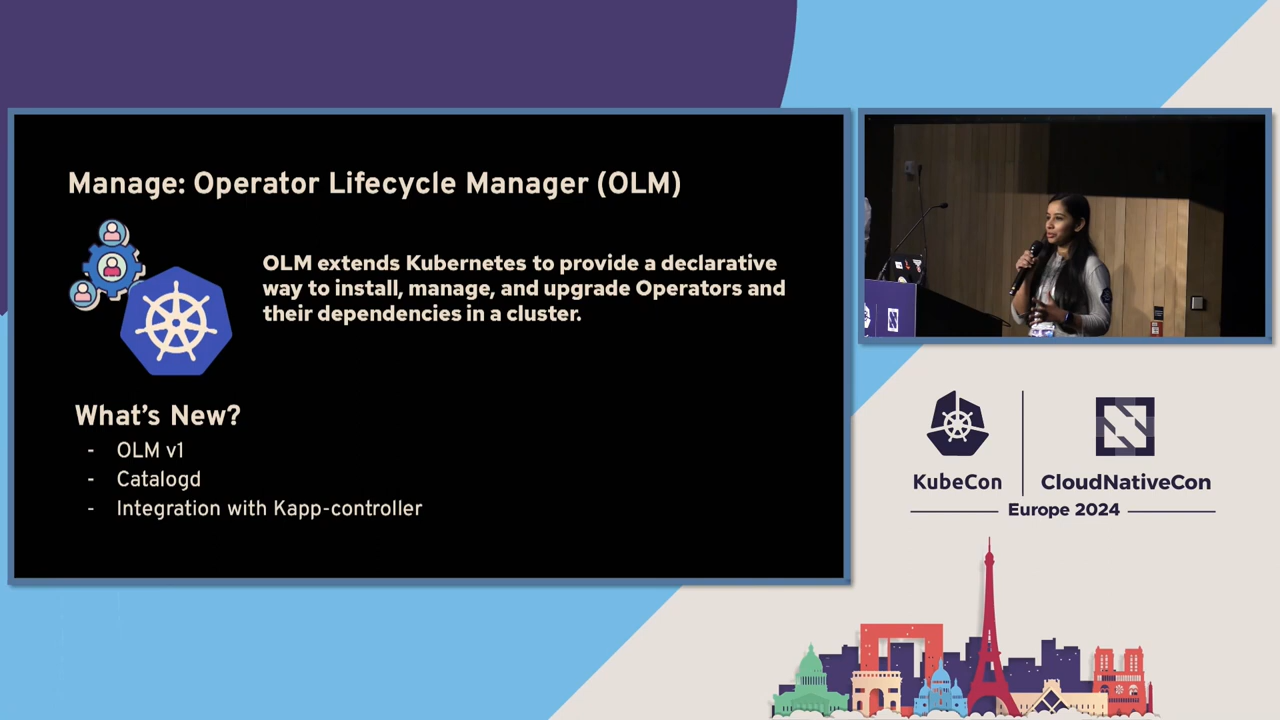 Manage: Operator Lifecycle Manager (OLM)
OLM extends Kubernetes to provide a declarative
way to install, manage, and upgrade Operators and
their dependencies in a cluster.
What's New?
- OLM v1
- Catalogd
- Integration with Kapp-controller
KubeCon
CloudNativeCon
Europe 2024